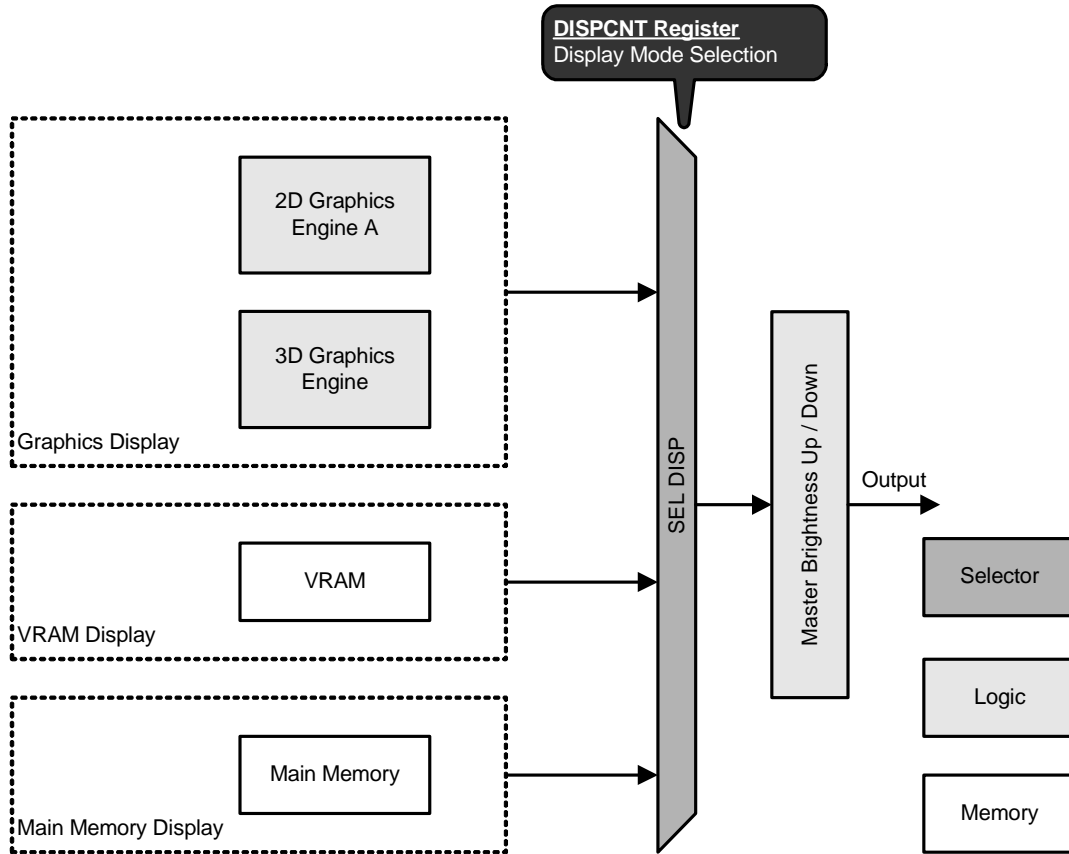 DISPCNT Register
Display Mode Selection
2D Graphics
Engine A
3D Graphics
Engine
Graphics Display
VRAM
VRAM Display
Main Memory
Main Memory Display
SEL DISP
Master Brightness Up / Down
Output
Selector
Logic
Memory